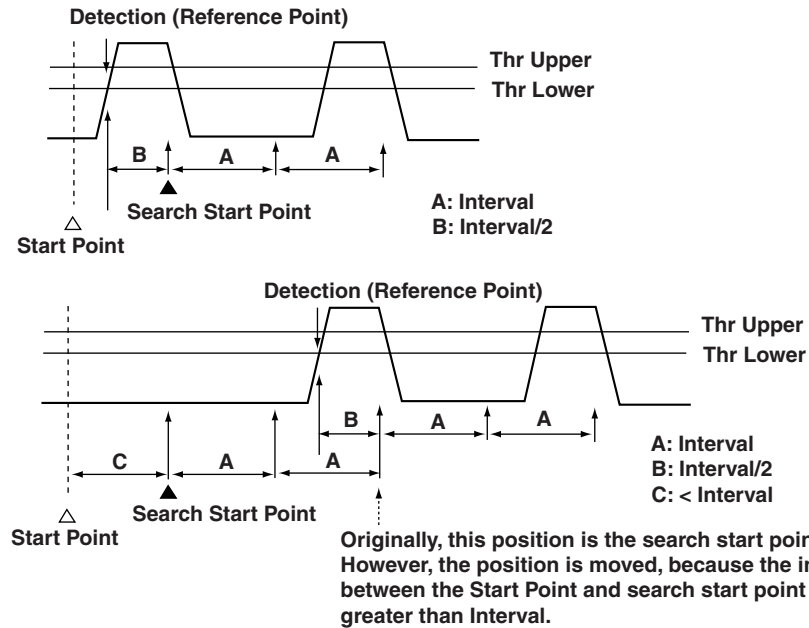 Detection (Reference Point)
Thr Upper
Thr Lower
B
A
A
Search Start Point
Start Point
A: Interval
B: Interval/2
Detection (Reference Point)
Thr Upper
Thr Lower
B
A
A
C
A
A
A: Interval
B: Interval/2
C: < Interval
Search Start Point
Start Point
Originally, this position is the search start
However, the position is moved, because the
between the Start Point and search start point
greater than Interval.